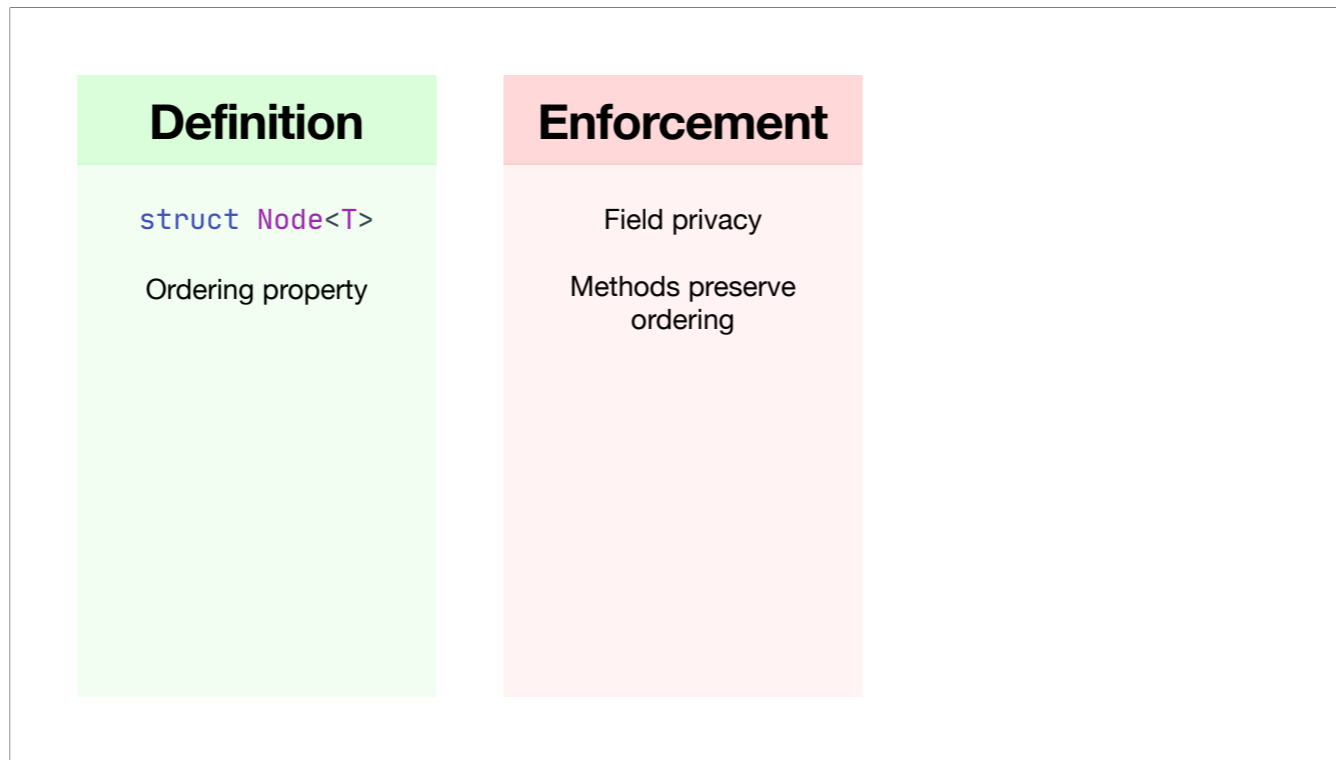 Definition
struct Node<T>
Ordering property
Enforcement
Field privacy
Methods preserve
ordering